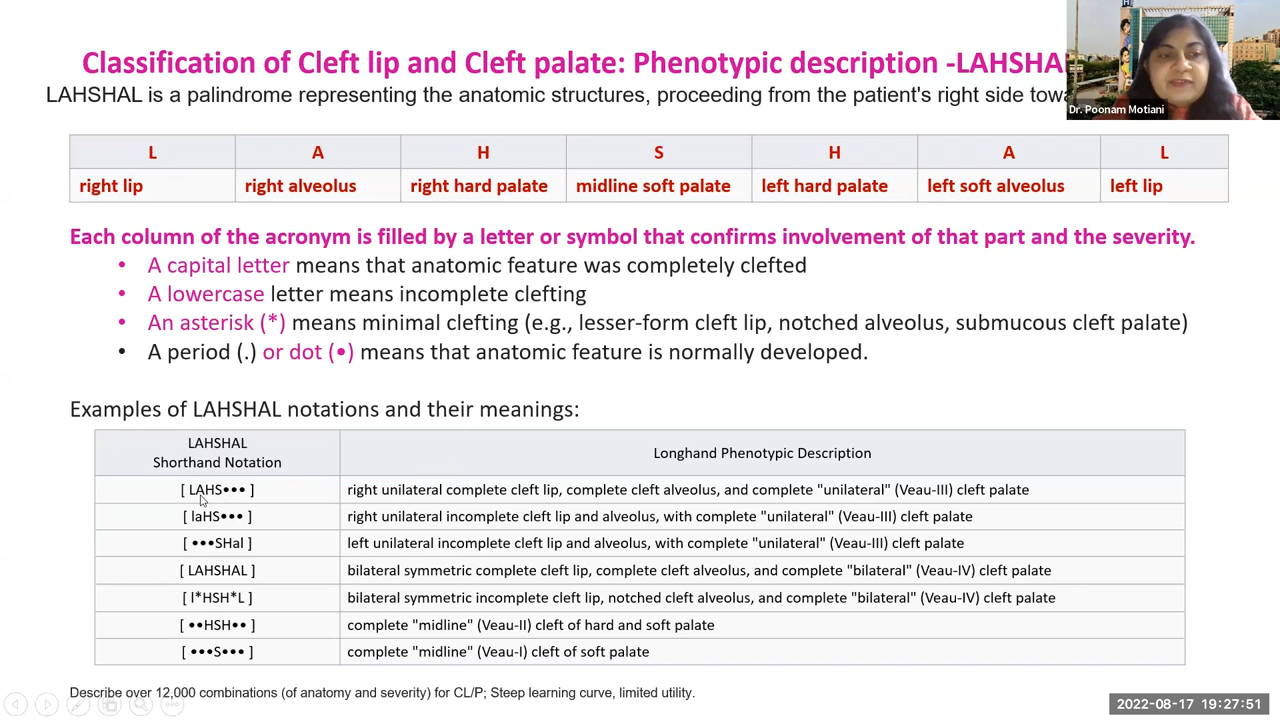 Classification of Cleft lip and Cleft palate: Phenotypic description -LAHSHA
LAHSHAL is a palindrome representing the anatomic structures, proceeding from the patient's right side
Dr. Poonam Motiani
L A H S H A L
right lip right alveolus right hard palate midline soft palate left hard palate left soft alveolus left lip
Each column of the acronym is filled by a letter or symbol that confirms involvement of that part and the severity.
• A capital letter means that anatomic feature was completely clefted
• A lowercase letter means incomplete clefting
• An asterisk (*) means minimal clefting (e.g., lesser-form cleft lip, notched alveolus, submucous cleft palate)
• A period (.) or dot (•) means that anatomic feature is normally developed.
Examples of LAHSHAL notations and their meanings:
LAHSHAL
Shorthand Notation Longhand Phenotypic Description
[ LAHS••• ] right unilateral complete cleft lip, complete cleft alveolus, and complete "unilateral" (Veau-III) cleft palate
[ laHS••• ] right unilateral incomplete cleft lip and alveolus, with complete "unilateral" (Veau-III) cleft palate
[ •••SHal ] left unilateral incomplete cleft lip and alveolus, with complete "unilateral" (Veau-III) cleft palate
[ LAHSHAL ] bilateral symmetric complete cleft lip, complete cleft alveolus, and complete "bilateral" (Veau-IV) cleft palate
[ l*HSH*L ] bilateral symmetric incomplete cleft lip, notched cleft alveolus, and complete "bilateral" (Veau-IV) cleft palate
[ ••HSH•• ] complete "midline" (Veau-II) cleft of hard and soft palate
[ •••S••• ] complete "midline" (Veau-I) cleft of soft palate
Describe over 12,000 combinations (of anatomy and severity) for CL/P; Steep learning curve, limited utility.
2022-08-17 19:27:51